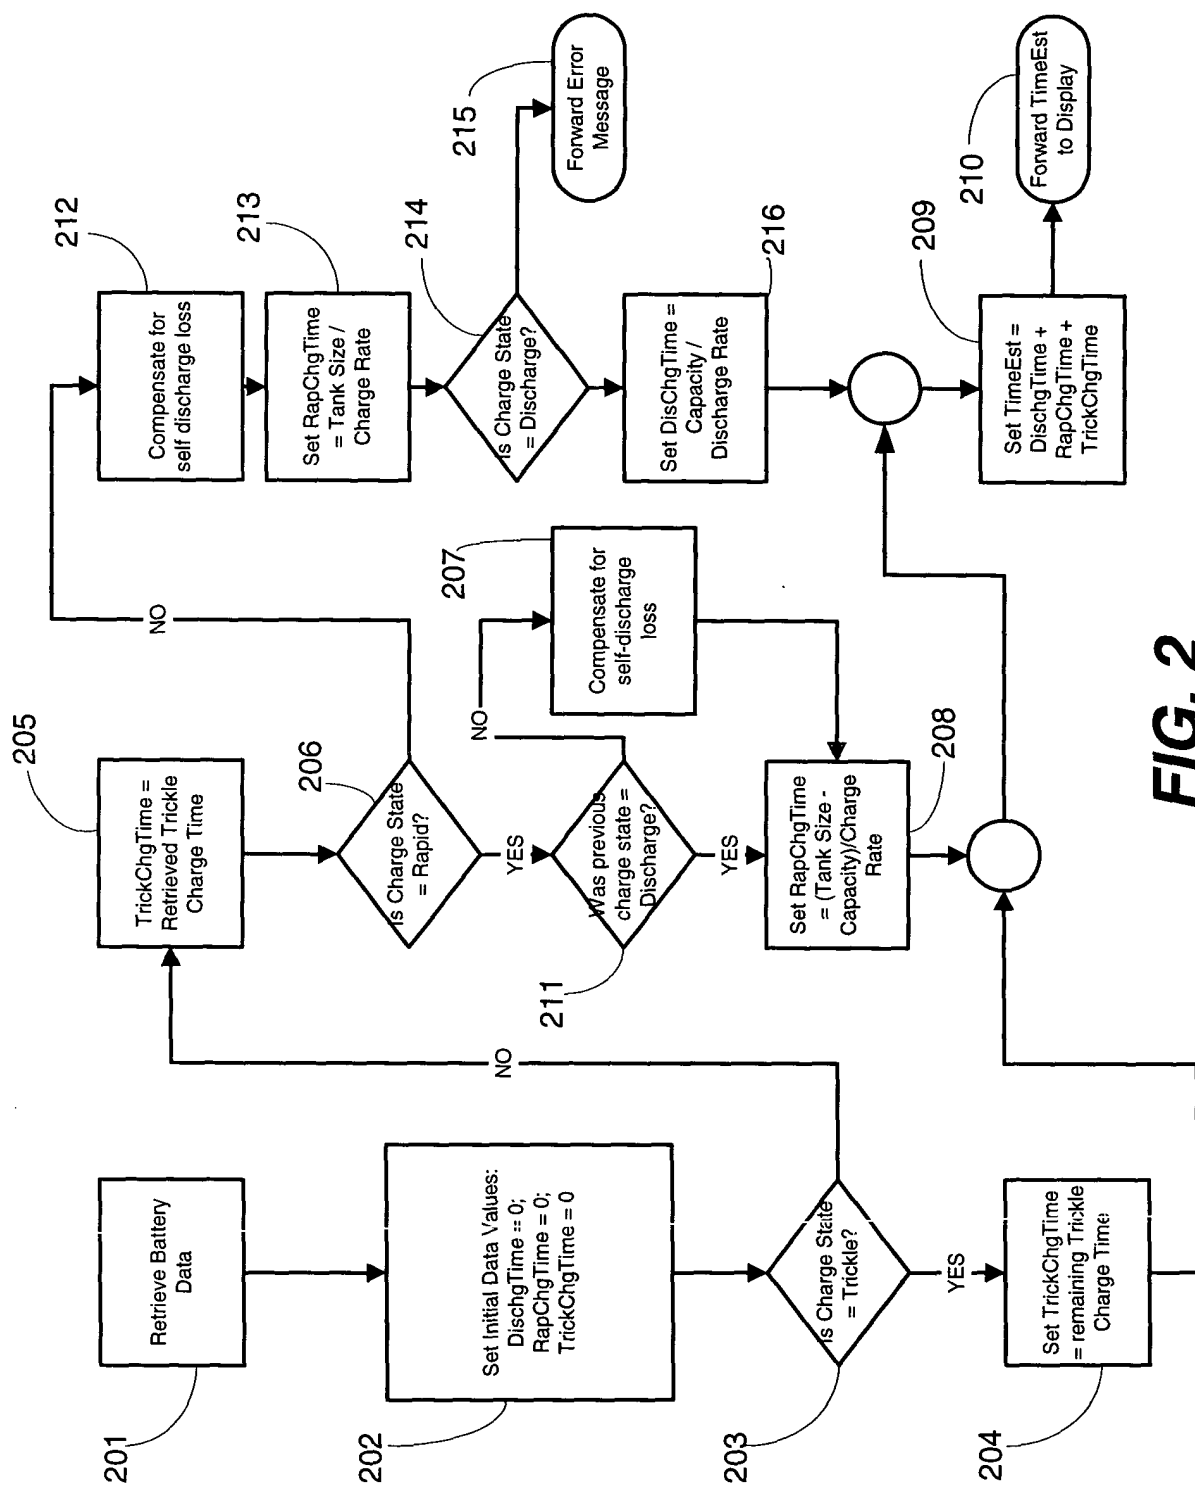 201
Retrieve Battery
Data
202
Set Initial Data Values:
DischgTime = 0;
RapChgTime = 0;
TrickChgTime = 0
203
Is Charge State
= Trickle?
NO
YES
204
Set TrickChgTime
= remaining Trickle
Charge Time
205
TrickChgTime =
Retrieved Trickle
Charge Time
206
Is Charge State
= Rapid?
NO
YES
211
Was previous
charge state =
Discharge?
NO
YES
207
Compensate for
self-discharge
loss
208
Set RapChgTime
= (Tank Size -
Capacity)/Charge
Rate
212
Compensate for
self discharge loss
213
Set RapChgTime
= Tank Size /
Charge Rate
214
Is Charge State
= Discharge?
215
Forward Error
Message
216
Set DisChgTime =
Capacity /
Discharge Rate
209
Set TimeEst =
DischgTime +
RapChgTime +
TrickChgTime
210
Forward TimeEst
to Display
FIG. 2